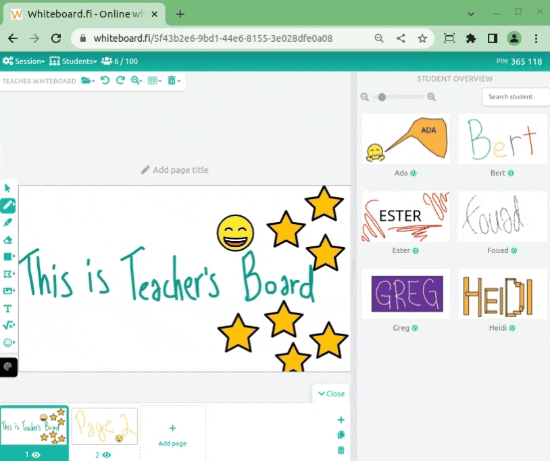 Whiteboard.fi - Online wh
whiteboard.fi/5f43b2e6-9bd1-44e6-8155-3e028dfe0a08
Session Students 6 / 100 PIN: 365 118
TEACHER WHITEBOARD
STUDENT OVERVIEW
Search student
Add page title
This is Teacher's Board
ADA
Ada
Bert
Bert
ESTER
Ester
Fouad
Fouad
GREG
Greg
HEIDI
Heidi
Close
This is Teacher's Board
1
Page 2
2
Add page